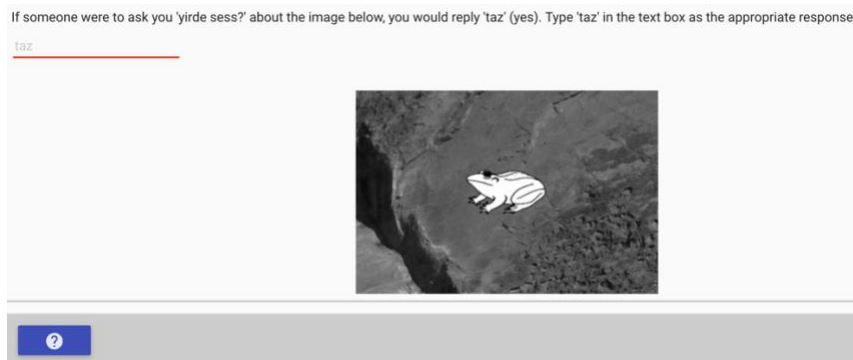 If someone were to ask you 'yirde sess?' about the image below, you would reply 'taz' (yes). Type 'taz' in the text box as the appropriate response
taz
?